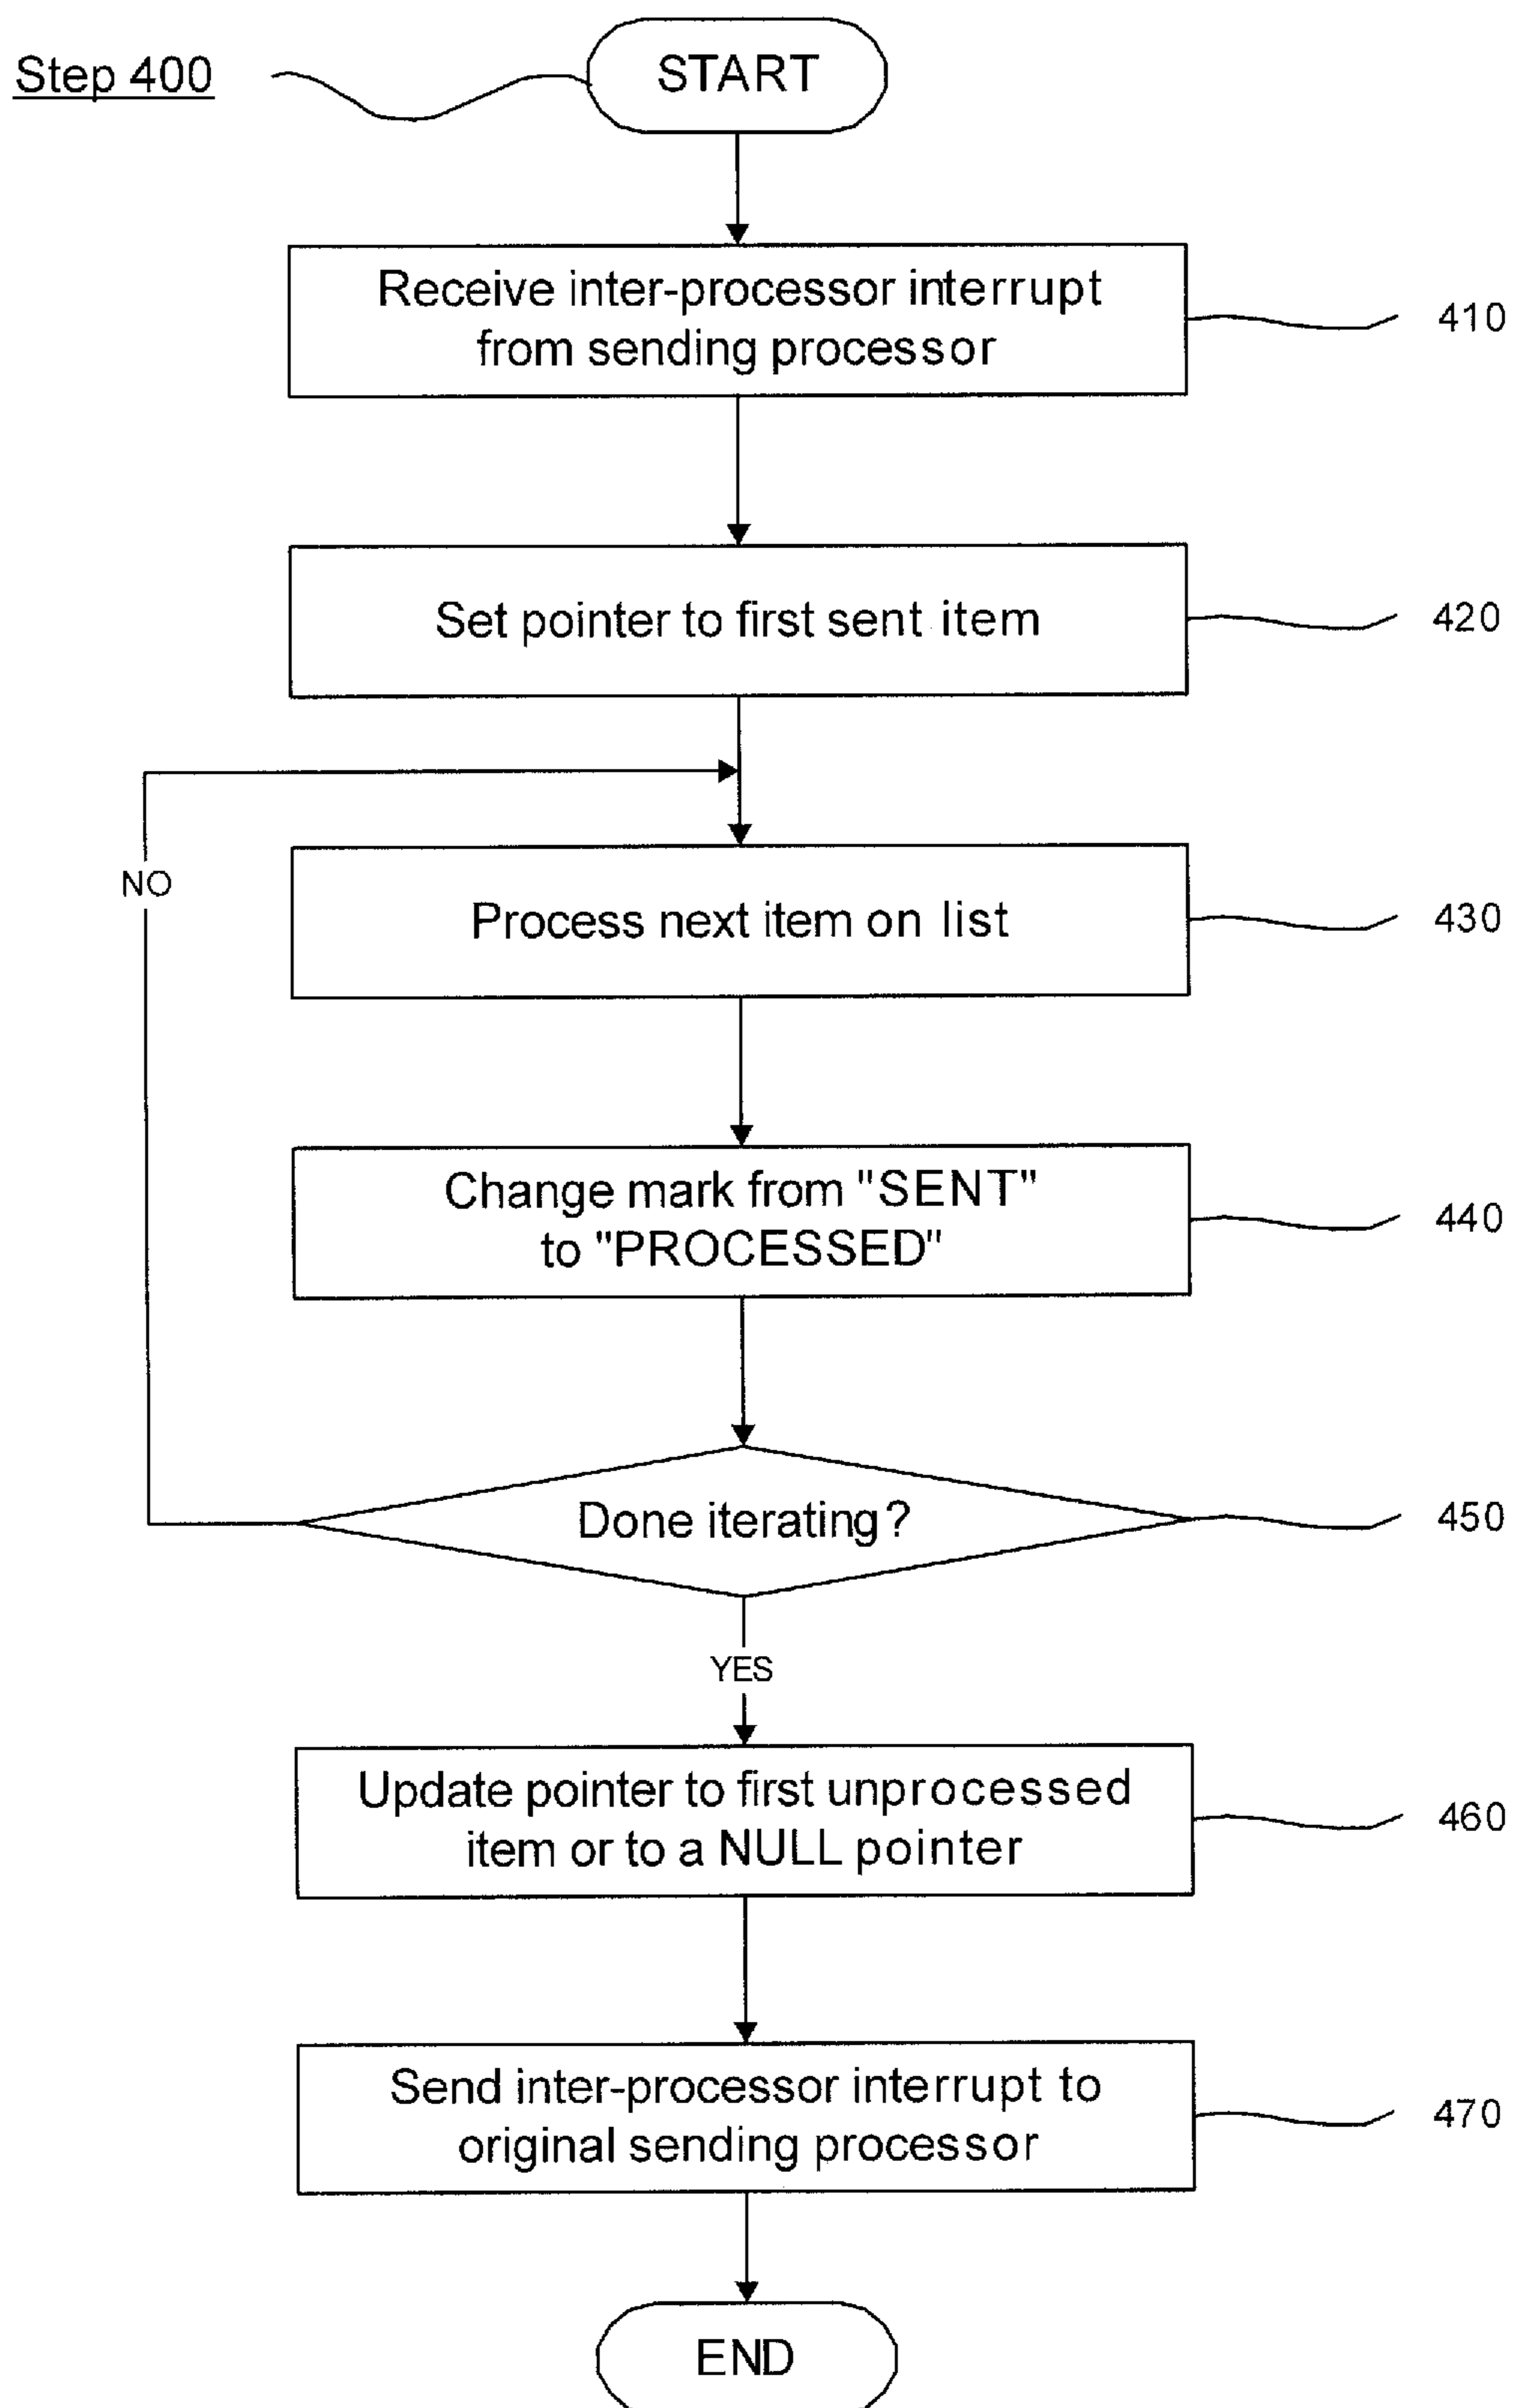 Step 400
START
Receive inter-processor interrupt
from sending processor
410
Set pointer to first sent item
420
NO
Process next item on list
430
Change mark from "SENT"
to "PROCESSED"
440
Done iterating?
450
YES
Update pointer to first unprocessed
item or to a NULL pointer
460
Send inter-processor interrupt to
original sending processor
470
END